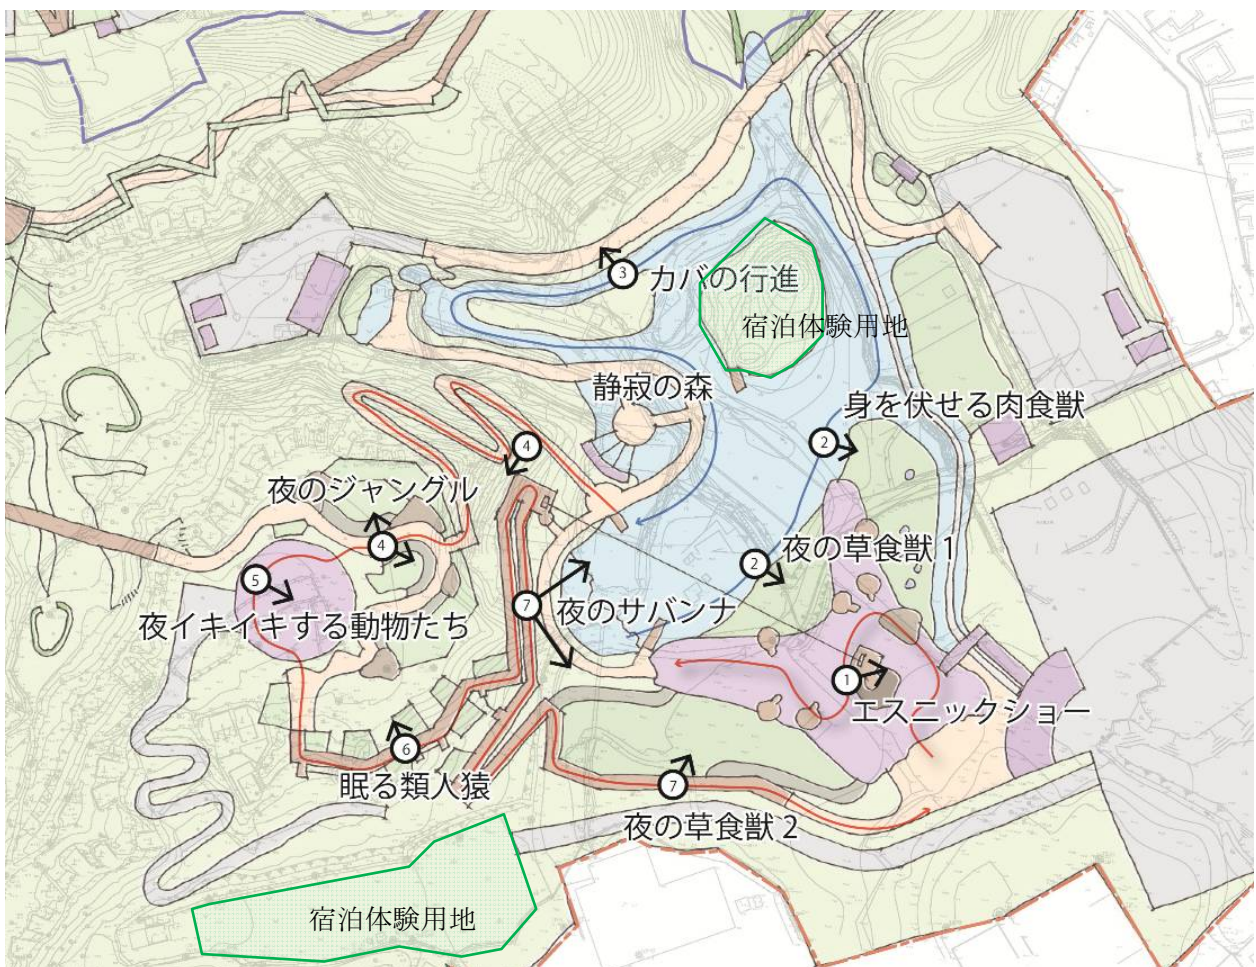 3
カバの行進
宿泊体験用地
静寂の森
身を伏せる肉食獣
2
4
夜のジャングル
4
2
夜の草食獣 1
5
7
夜のサバンナ
夜イキイキする動物たち
1
エスニックショー
6
眠る類人猿
7
夜の草食獣 2
宿泊体験用地